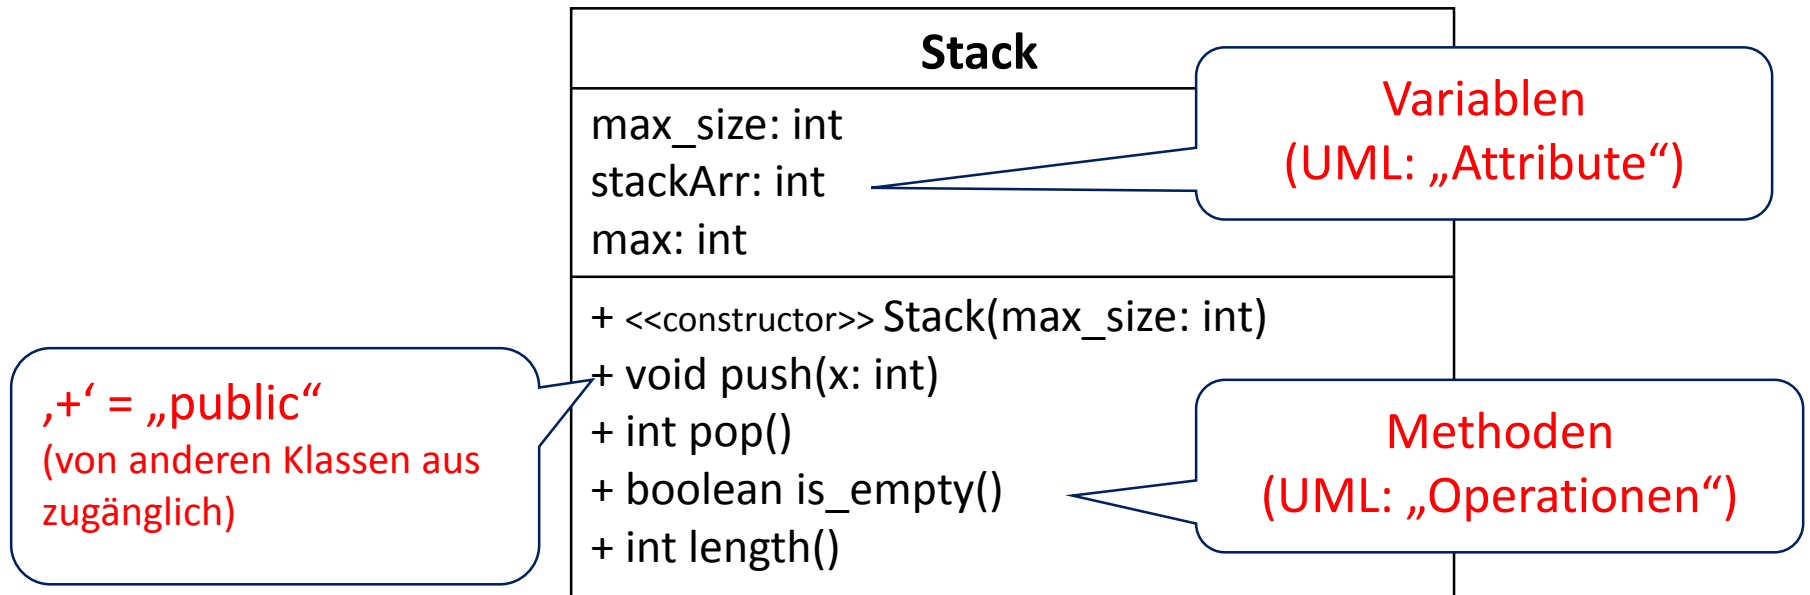 Stack
max_size: int
stackArr: int
max: int
Variablen
(UML: „Attribute“)
+ <<constructor>> Stack(max_size: int)
+ void push(x: int)
+ int pop()
+ boolean is_empty()
+ int length()
‚+‘ = „public“
(von anderen Klassen aus
zugänglich)
Methoden
(UML: „Operationen“)